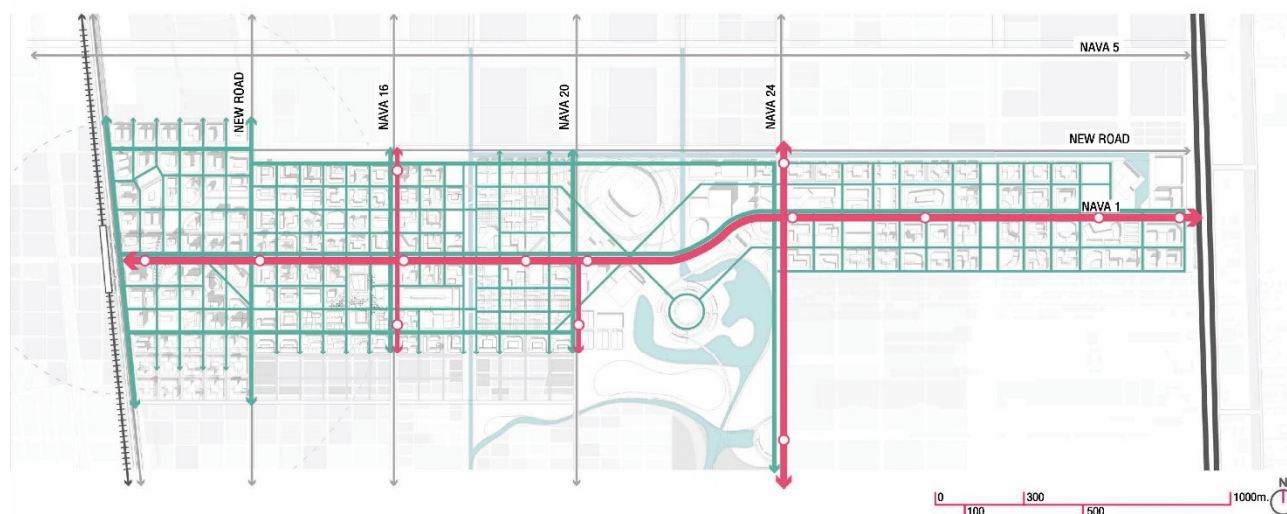 NAVA 5
NEW ROAD
NAVA 16
NAVA 20
NAVA 24
NEW ROAD
NAVA 1
N
0 300 1000m.
100 500